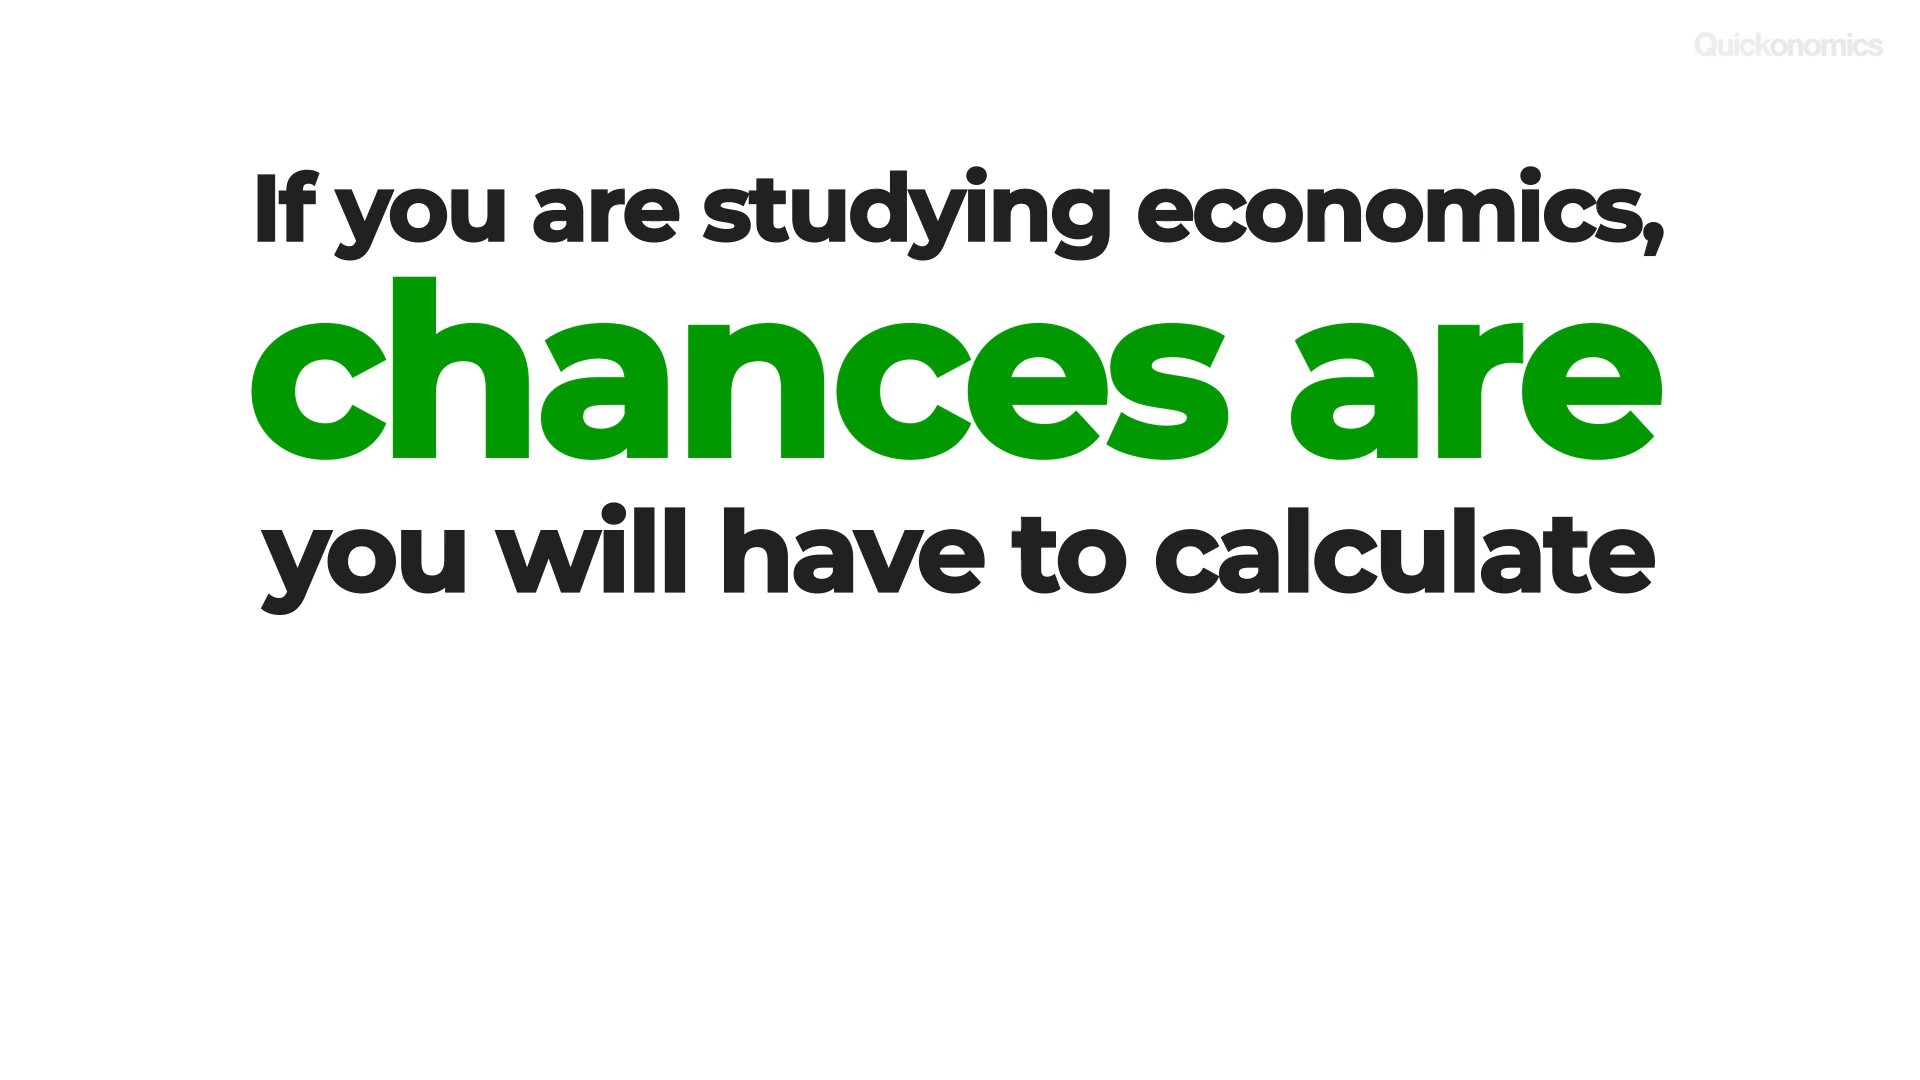 Quickonomics
If you are studying economics,
chances are
you will have to calculate